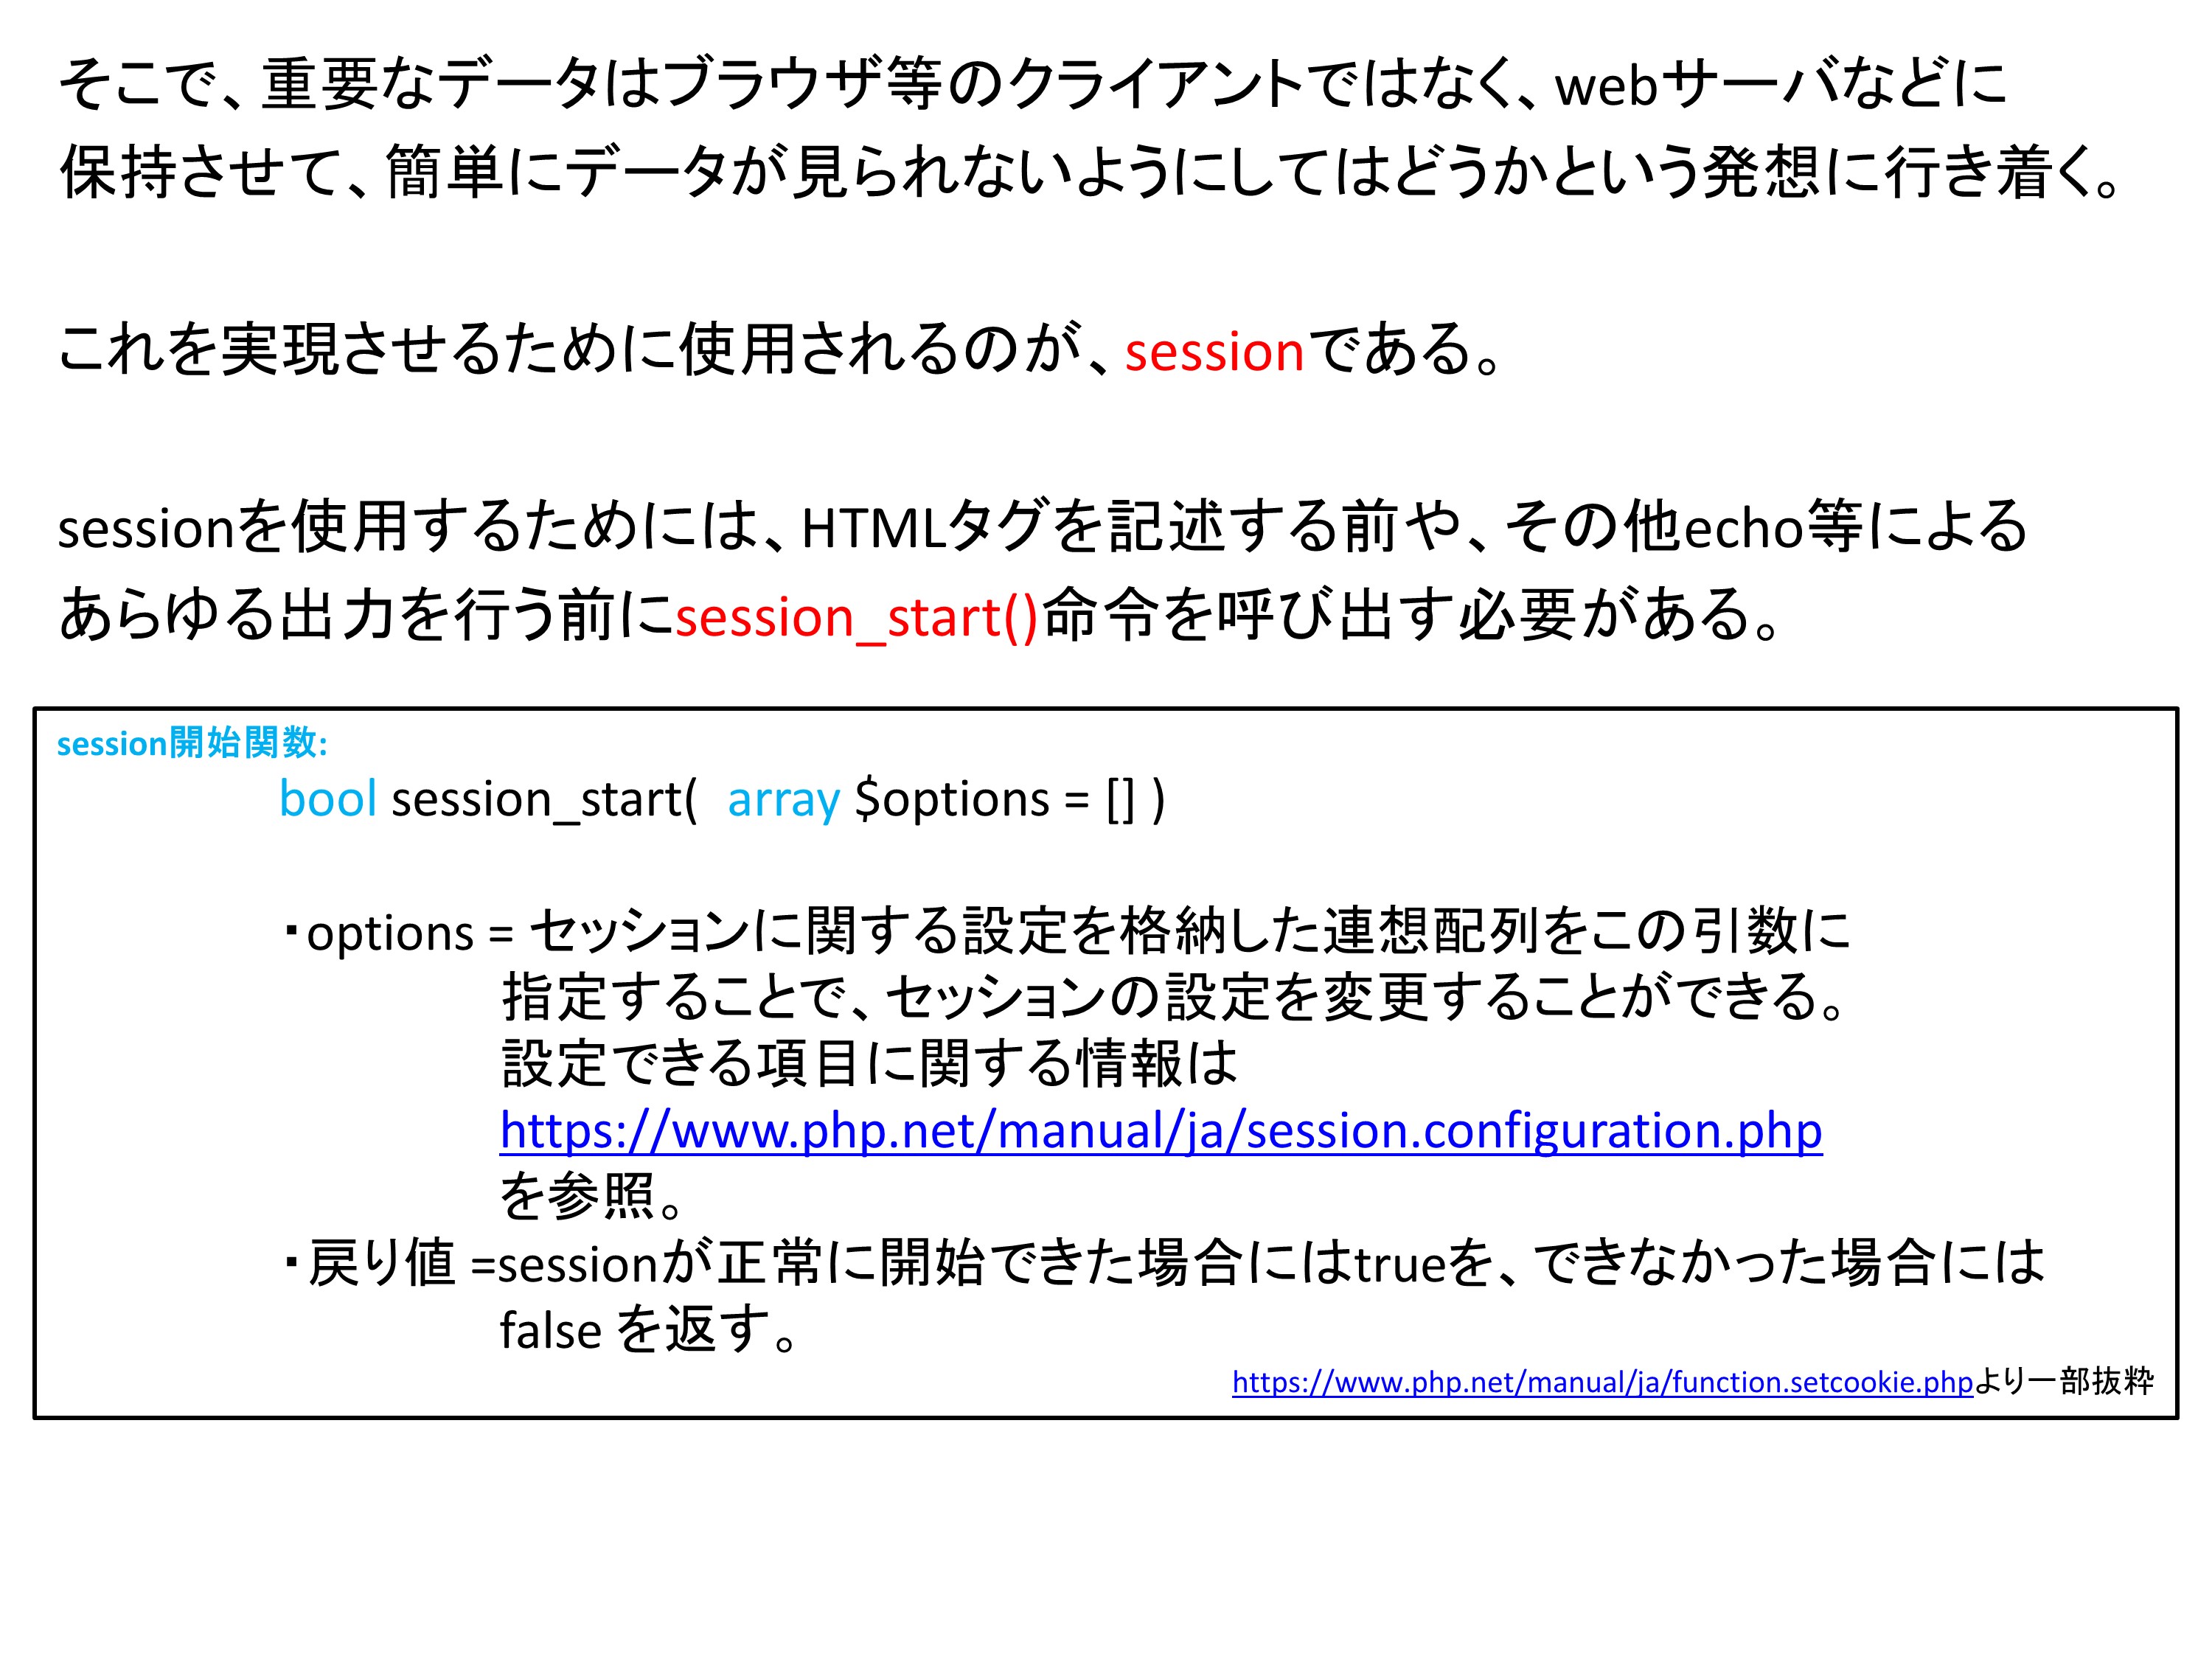 そこで、重要なデータはブラウザ等のクライアントではなく、webサーバなどに
保持させて、簡単にデータが見られないようにしてはどうかという発想に行き着く。
これを実現させるために使用されるのが、sessionである。
sessionを使用するためには、HTMLタグを記述する前や、その他echo等による
あらゆる出力を行う前にsession_start()命令を呼び出す必要がある。
session開始関数:
bool session_start( array $options = [] )
・options = セッションに関する設定を格納した連想配列をこの引数に
指定することで、セッションの設定を変更することができる。
設定できる項目に関する情報は
https://www.php.net/manual/ja/session.configuration.php
を参照。
・戻り値 =sessionが正常に開始できた場合にはtrueを、できなかった場合には
false を返す。
https://www.php.net/manual/ja/function.setcookie.phpより一部抜粋